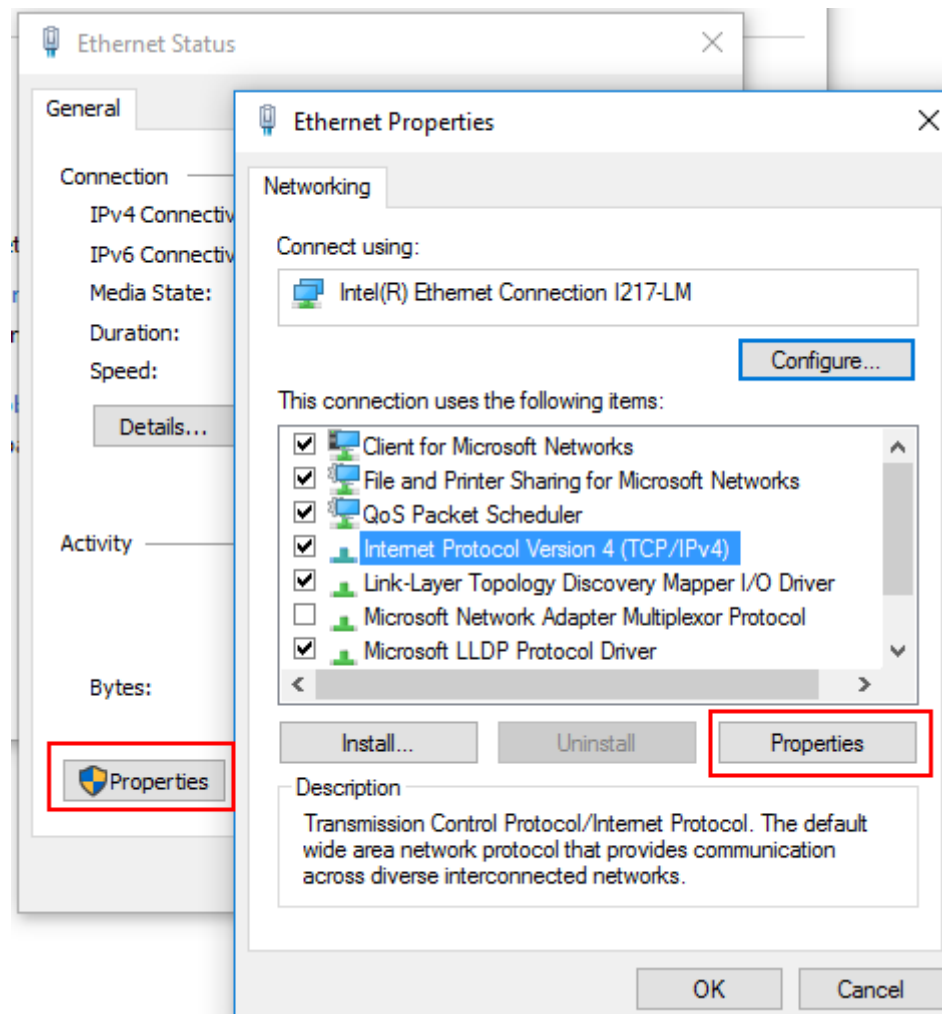 Ethernet Status
General
Connection
IPv4 Connectiv
IPv6 Connectiv
Media State:
Duration:
Speed:
Details...
Activity
Bytes:
Properties
Ethernet Properties
Networking
Connect using:
Intel(R) Ethernet Connection I217-LM
Configure...
This connection uses the following items:
Client for Microsoft Networks
File and Printer Sharing for Microsoft Networks
QoS Packet Scheduler
Internet Protocol Version 4 (TCP/IPv4)
Link-Layer Topology Discovery Mapper I/O Driver
Microsoft Network Adapter Multiplexor Protocol
Microsoft LLDP Protocol Driver
Install...
Uninstall
Properties
Description
Transmission Control Protocol/Internet Protocol. The default
wide area network protocol that provides communication
across diverse interconnected networks.
OK
Cancel